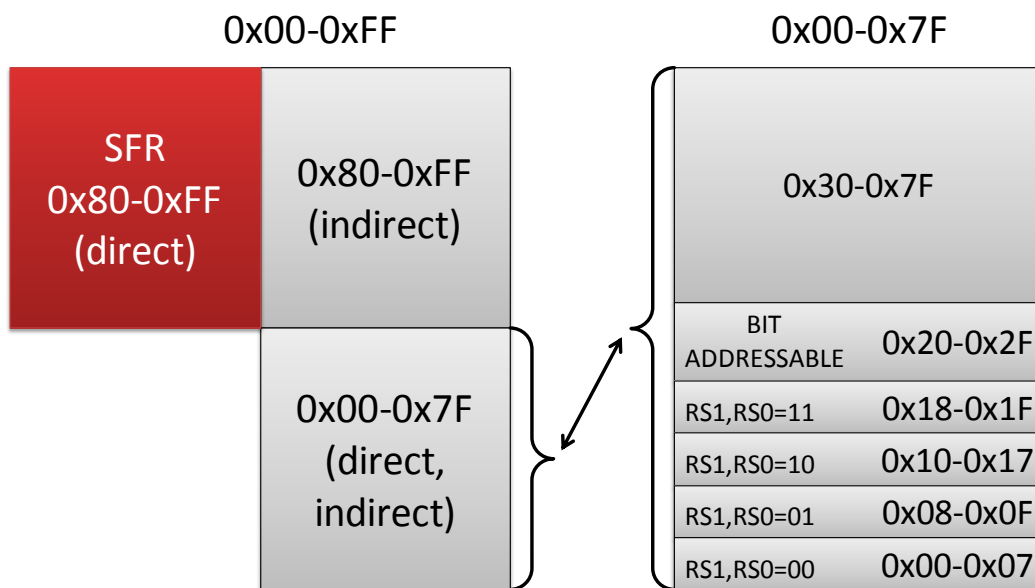 0x00-0xFF
SFR
0x80-0xFF
(direct)
0x80-0xFF
(indirect)
0x00-0x7F
(direct,
indirect)
0x00-0x7F
0x30-0x7F
BIT
ADDRESSABLE
0x20-0x2F
RS1,RS0=11 0x18-0x1F
RS1,RS0=10 0x10-0x17
RS1,RS0=01 0x08-0x0F
RS1,RS0=00 0x00-0x07